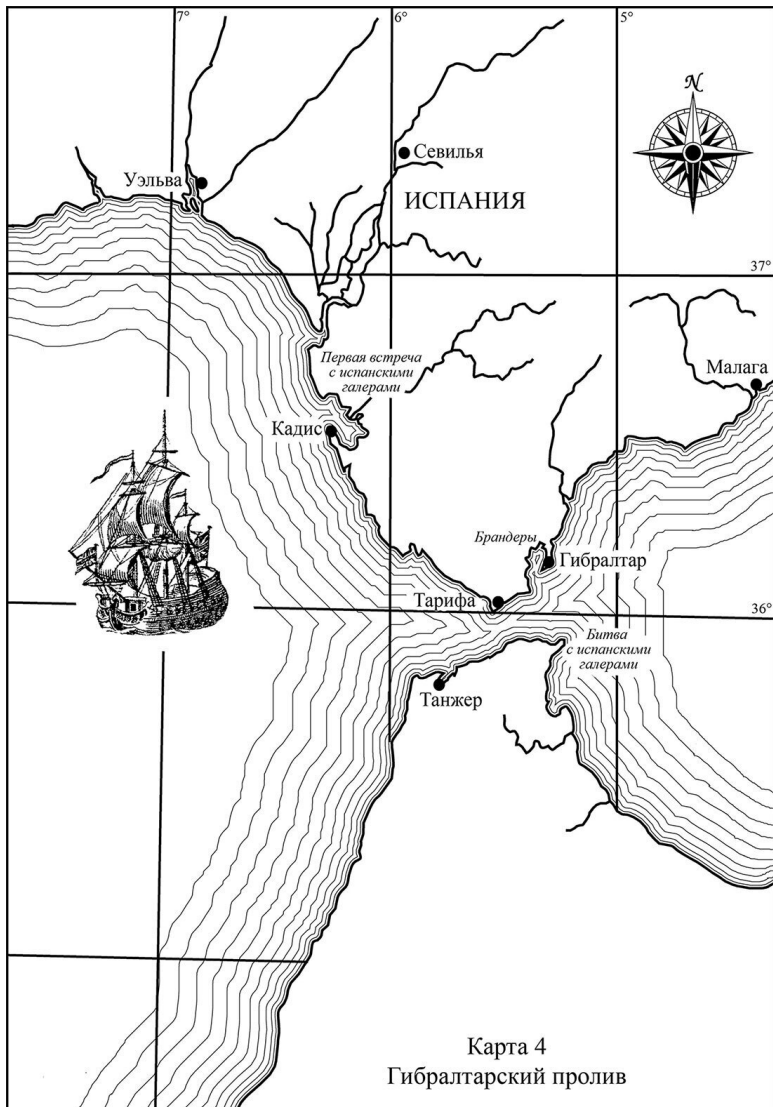 7°
6°
5°
N
Севилья
Уэльва
ИСПАНИЯ
37°
Первая встреча
с испанскими
галерами
Малага
Кадис
Брандеры
Гибралтар
Тарифа
36°
Битва
с испанскими
галерами
Танжер
Карта 4
Гибралтарский пролив